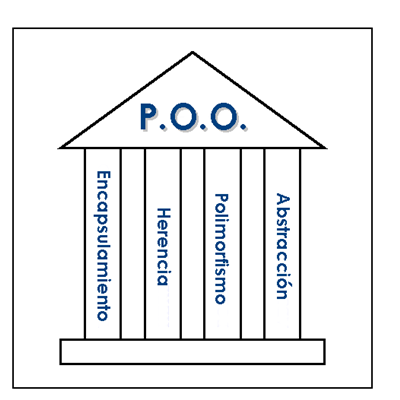 P.O.O.
Encapsulamiento
Herencia
Polimorfismo
Abstracción